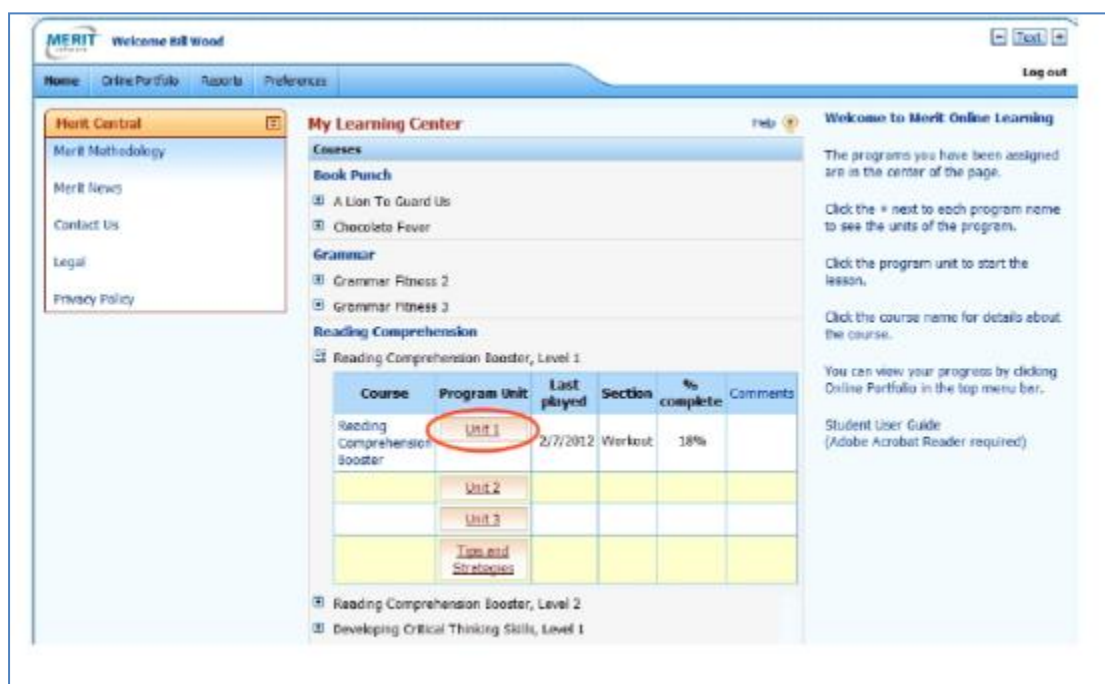 MERIT
software
Welcome Bill Wood
- Text +
Home Online Portfolio Reports Preferences
Log out
Merit Central
Merit Methodology
Merit News
Contact Us
Legal
Privacy Policy
My Learning Center
Help ?
Courses
Book Punch
A Lion To Guard Us
Chocolate Fever
Grammar
Grammar Fitness 2
Grammar Fitness 3
Reading Comprehension
Reading Comprehension Booster, Level 1
Course Program Unit Last played Section % complete Comments
Reading Comprehension Booster Unit 1 2/7/2012 Workout 18%
Unit 2
Unit 3
Tips and Strategies
Reading Comprehension Booster, Level 2
Developing Critical Thinking Skills, Level 1
Welcome to Merit Online Learning
The programs you have been assigned
are in the center of the page.
Click the + next to each program name
to see the units of the program.
Click the program unit to start the
lesson.
Click the course name for details about
the course.
You can view your progress by clicking
Online Portfolio in the top menu bar.
Student User Guide
(Adobe Acrobat Reader required)